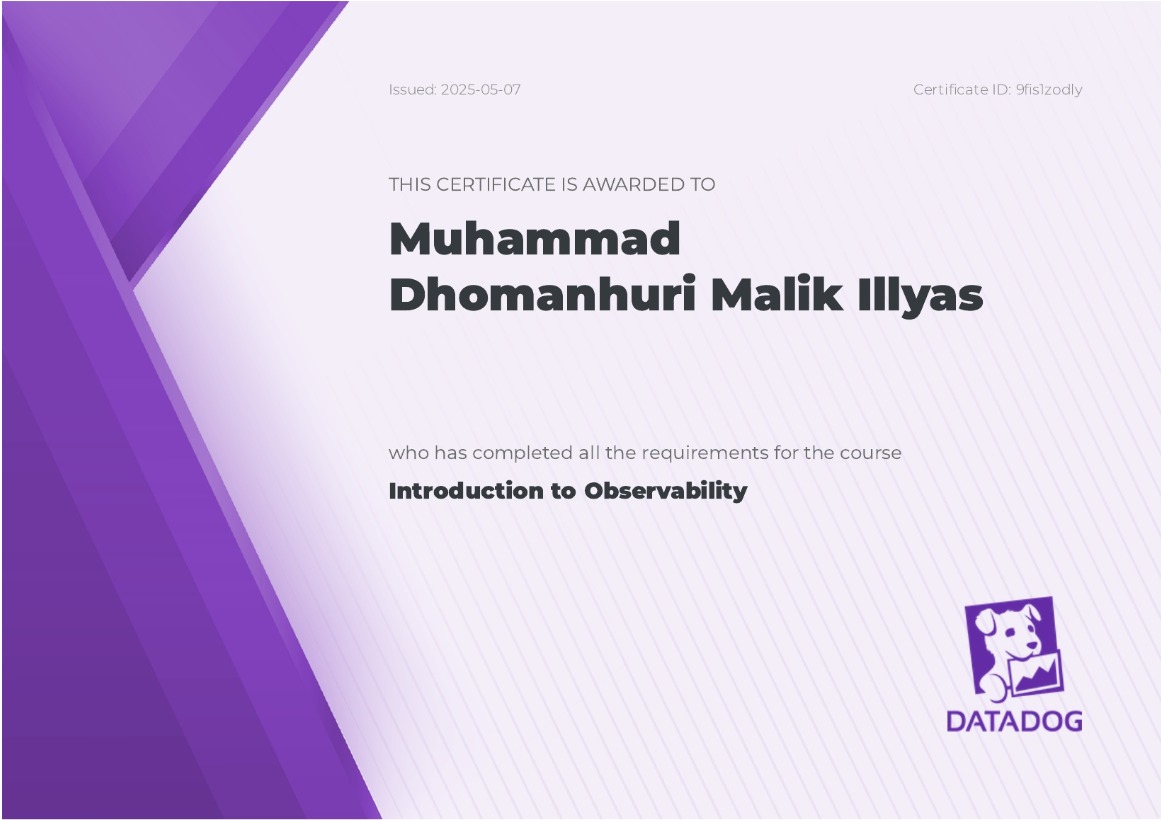 Issued: 2025-05-07
Certificate ID: 9fis1zodly
THIS CERTIFICATE IS AWARDED TO
Muhammad
Dhomanhuri Malik Illyas
who has completed all the requirements for the course
Introduction to Observability
DATADOG